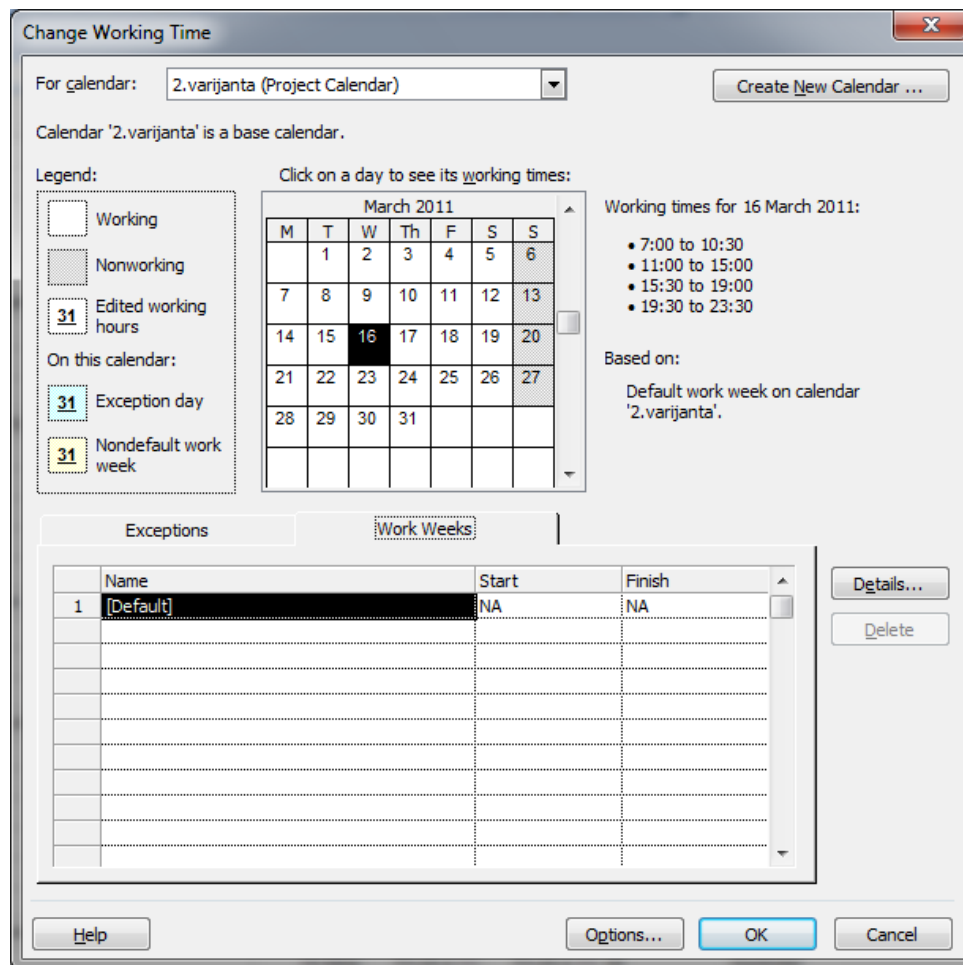 Change Working Time
For calendar: 2.varijanta (Project Calendar) Create New Calendar ...
Calendar '2.varijanta' is a base calendar.
Legend:
Working
Nonworking
31 Edited working
hours
On this calendar:
31 Exception day
31 Nondefault work
week
Click on a day to see its working times:
March 2011
M T W Th F S S
1 2 3 4 5 6
7 8 9 10 11 12 13
14 15 16 17 18 19 20
21 22 23 24 25 26 27
28 29 30 31
Working times for 16 March 2011:
• 7:00 to 10:30
• 11:00 to 15:00
• 15:30 to 19:00
• 19:30 to 23:30
Based on:
Default work week on calendar
'2.varijanta'.
Exceptions Work Weeks
Name Start Finish
1 [Default] NA NA
Details...
Delete
Help Options... OK Cancel